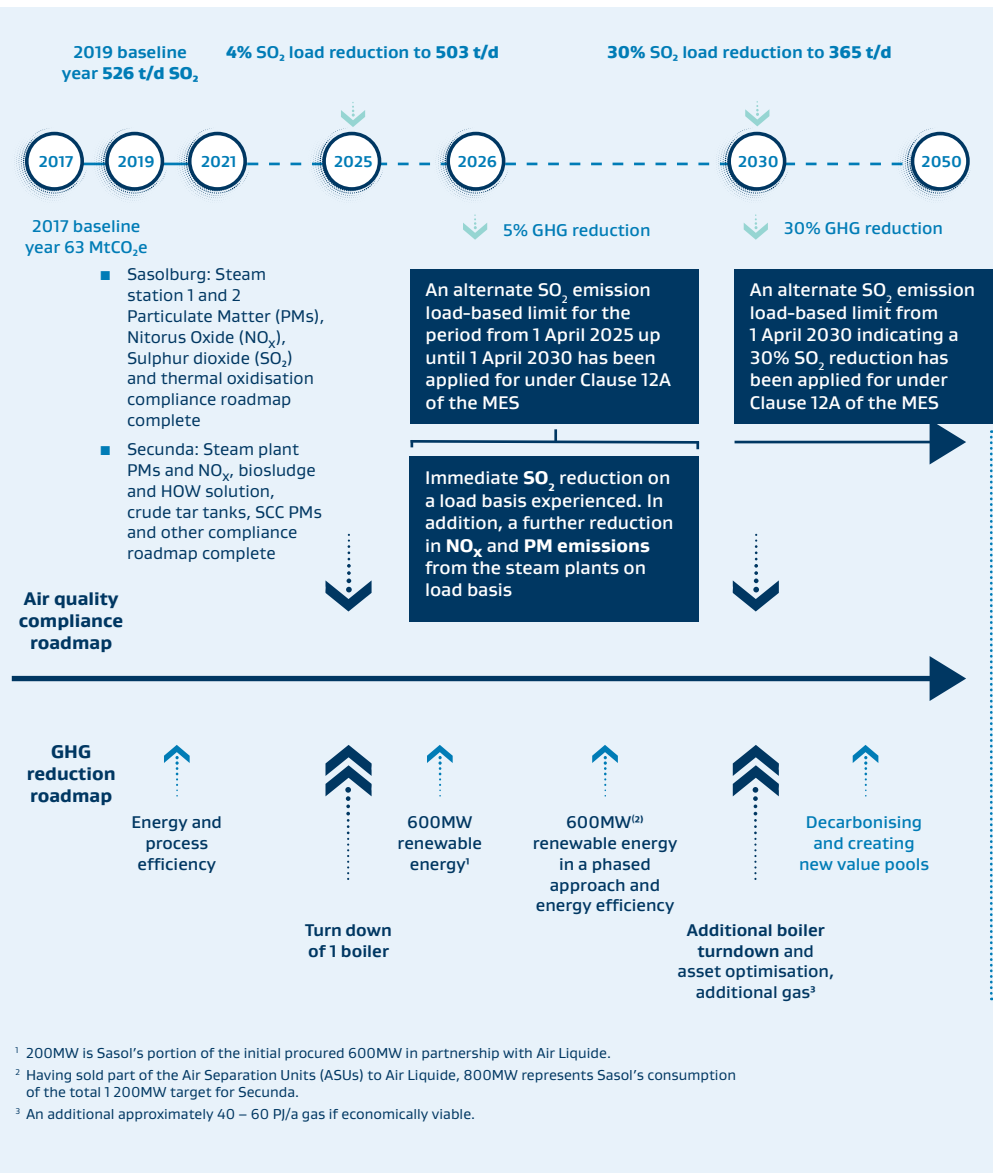 2019 baseline
year 526 t/d SO₂
4% SO₂ load reduction to 503 t/d
30% SO₂ load reduction to 365 t/d
2017
2019
2021
2025
2026
2030
2050
2017 baseline
year 63 MtCO₂e
5% GHG reduction
30% GHG reduction
■ Sasolburg: Steam
station 1 and 2
Particulate Matter (PMs),
Nitorus Oxide (NOₓ),
Sulphur dioxide (SO₂)
and thermal oxidisation
compliance roadmap
complete
■ Secunda: Steam plant
PMs and NOₓ, biosludge
and HOW solution,
crude tar tanks, SCC PMs
and other compliance
roadmap complete
An alternate SO₂ emission
load-based limit for the
period from 1 April 2025 up
until 1 April 2030 has been
applied for under Clause 12A
of the MES
Immediate SO₂ reduction on
a load basis experienced. In
addition, a further reduction
in NOₓ and PM emissions
from the steam plants on
load basis
An alternate SO₂ emission
load-based limit from
1 April 2030 indicating a
30% SO₂ reduction has
been applied for under
Clause 12A of the MES
Air quality
compliance
roadmap
GHG
reduction
roadmap
Energy and
process
efficiency
Turn down
of 1 boiler
600MW
renewable
energy¹
600MW⁽²⁾
renewable energy
in a phased
approach and
energy efficiency
Additional boiler
turndown and
asset optimisation,
additional gas³
Decarbonising
and creating
new value pools
¹ 200MW is Sasol's portion of the initial procured 600MW in partnership with Air Liquide.
² Having sold part of the Air Separation Units (ASUs) to Air Liquide, 800MW represents Sasol's consumption
of the total 1 200MW target for Secunda.
³ An additional approximately 40 – 60 PJ/a gas if economically viable.